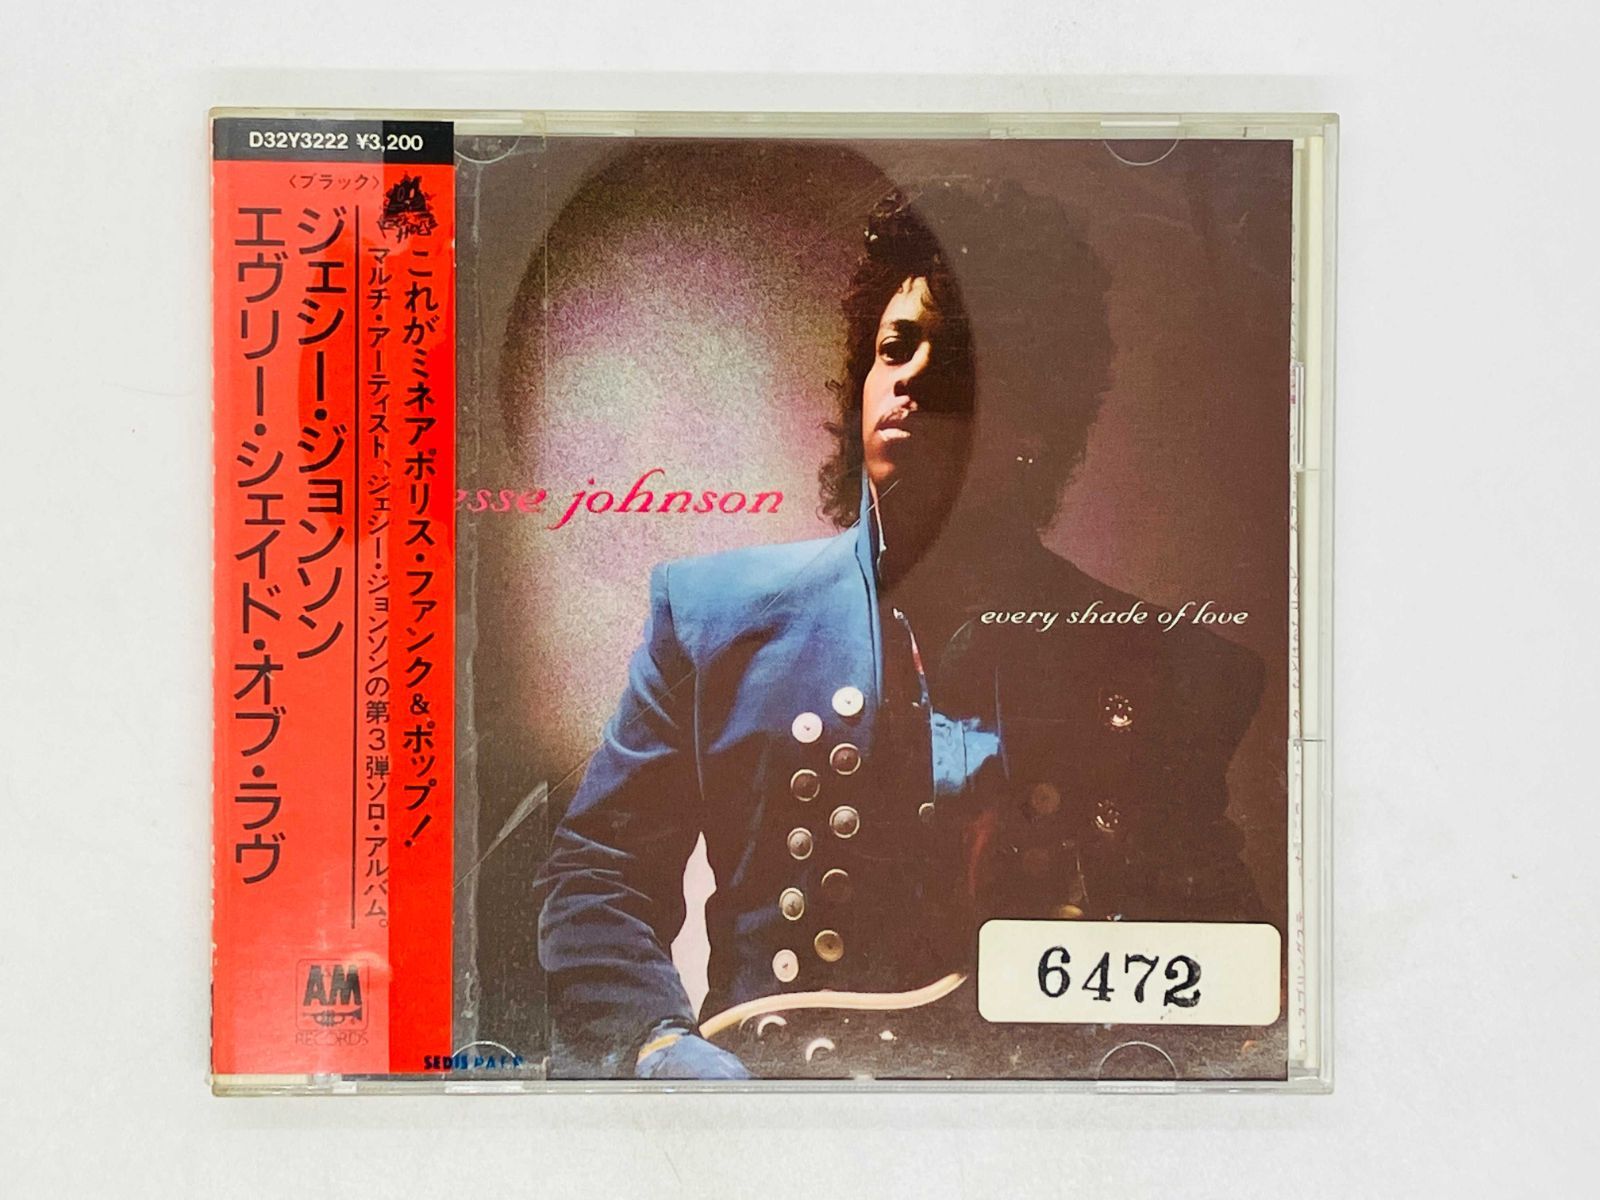 D32Y3222 ¥3,200
〈ブラック〉
ジェシー・ジョンソン
エヴリー・シェイド・オブ・ラヴ
これがミネアポリス・ファンク&ポップ!
マルチ・アーティスト、ジェシー・ジョンソンの第3弾ソロ・アルバム。
A&M
RECORDS
esse johnson
every shade of love
6472